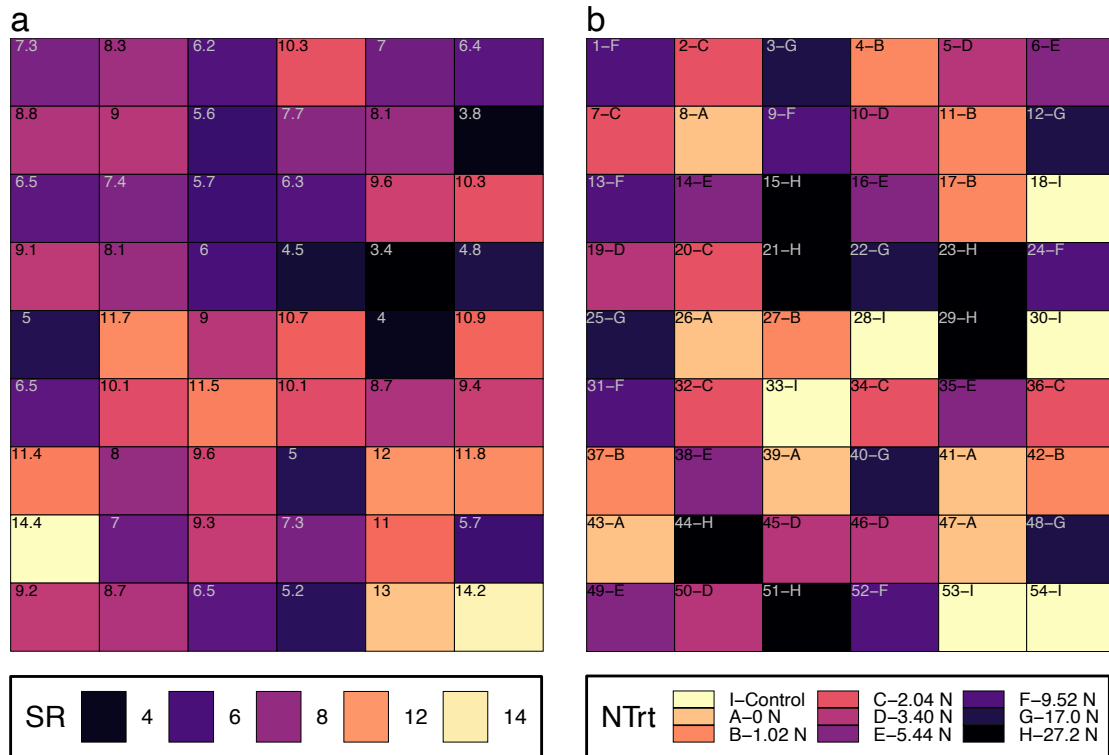 a
7.3 8.3 6.2 10.3 7 6.4
8.8 9 5.6 7.7 8.1 3.8
6.5 7.4 5.7 6.3 9.6 10.3
9.1 8.1 6 4.5 3.4 4.8
5 11.7 9 10.7 4 10.9
6.5 10.1 11.5 10.1 8.7 9.4
11.4 8 9.6 5 12 11.8
14.4 7 9.3 7.3 11 5.7
9.2 8.7 6.5 5.2 13 14.2
SR 4 6 8 12 14
b
1−F 2−C 3−G 4−B 5−D 6−E
7−C 8−A 9−F 10−D 11−B 12−G
13−F 14−E 15−H 16−E 17−B 18−I
19−D 20−C 21−H 22−G 23−H 24−F
25−G 26−A 27−B 28−I 29−H 30−I
31−F 32−C 33−I 34−C 35−E 36−C
37−B 38−E 39−A 40−G 41−A 42−B
43−A 44−H 45−D 46−D 47−A 48−G
49−E 50−D 51−H 52−F 53−I 54−I
NTrt
I−Control C−2.04 N F−9.52 N
A−0 N D−3.40 N G−17.0 N
B−1.02 N E−5.44 N H−27.2 N